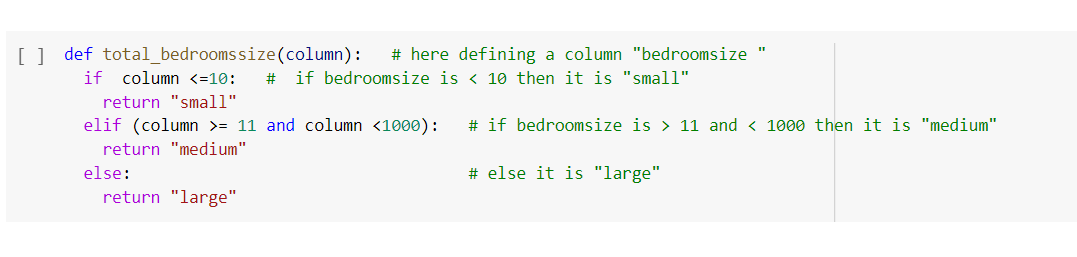 [ ] def total_bedroomssize(column):   # here defining a column "bedroomsize "
if  column <=10:   #  if bedroomsize is < 10 then it is "small"
return "small"
elif (column >= 11 and column <1000):   # if bedroomsize is > 11 and < 1000 then it is "medium"
return "medium"
else:   # else it is "large"
return "large"